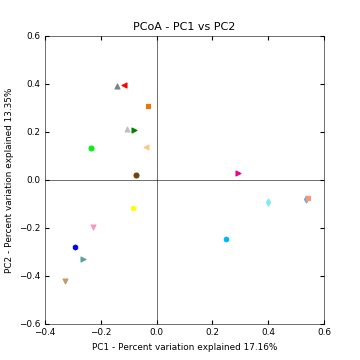 PCoA - PC1 vs PC2
0.6
0.4
0.2
0.0
−0.2
−0.4
−0.6
PC2 - Percent variation explained 13.35%
−0.4 −0.2 0.0 0.2 0.4 0.6
PC1 - Percent variation explained 17.16%